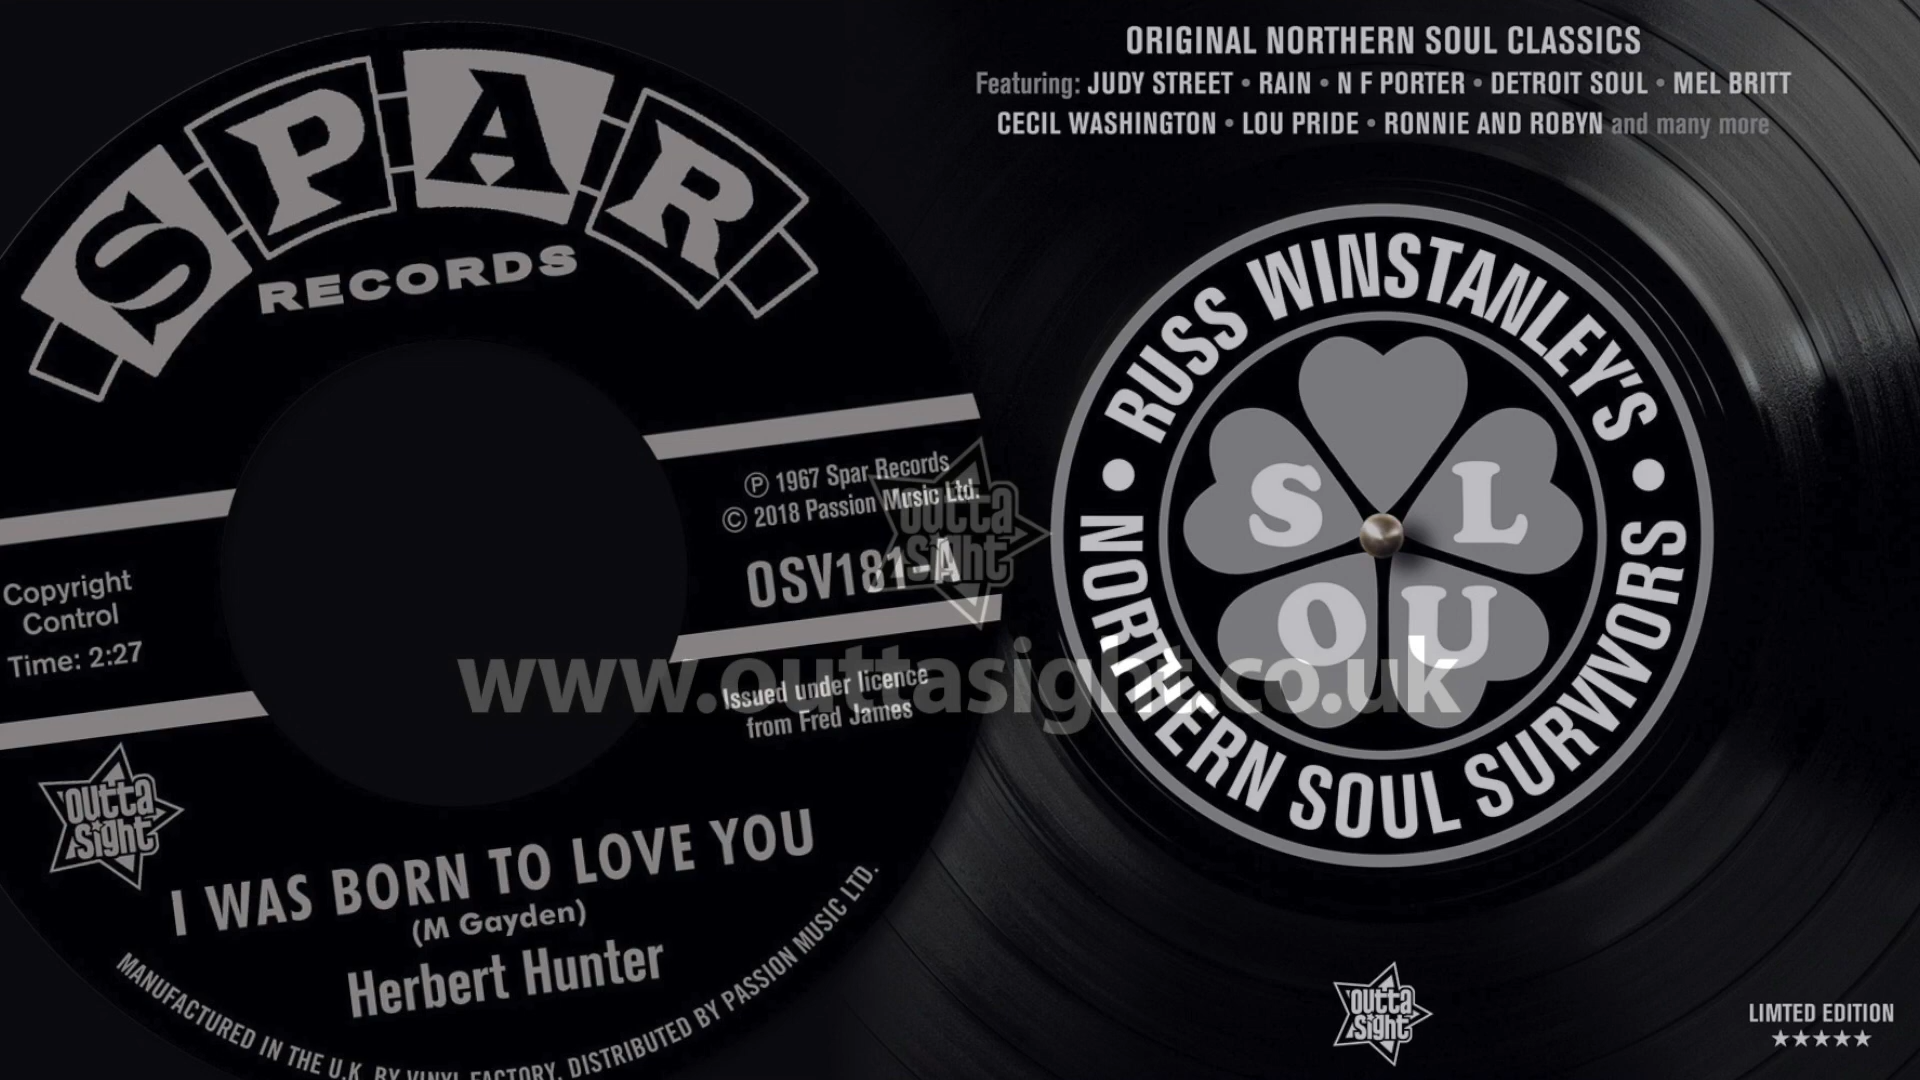 SPAR
RECORDS
℗ 1967 Spar Records
© 2018 Passion Music Ltd.
OSV181-A
Copyright
Control
Time: 2:27
Issued under licence
from Fred James
outta
Sight
I WAS BORN TO LOVE YOU
(M Gayden)
Herbert Hunter
MANUFACTURED IN THE U.K. BY VINYL FACTORY, DISTRIBUTED BY PASSION MUSIC LTD.
outta
Sight
www.outtasight.co.uk
ORIGINAL NORTHERN SOUL CLASSICS
Featuring: JUDY STREET • RAIN • N F PORTER • DETROIT SOUL • MEL BRITT
CECIL WASHINGTON • LOU PRIDE • RONNIE AND ROBYN and many more
RUSS WINSTANLEY'S
• NORTHERN SOUL SURVIVORS •
S L
O U
outta
Sight
LIMTED EDITION
★★★★★